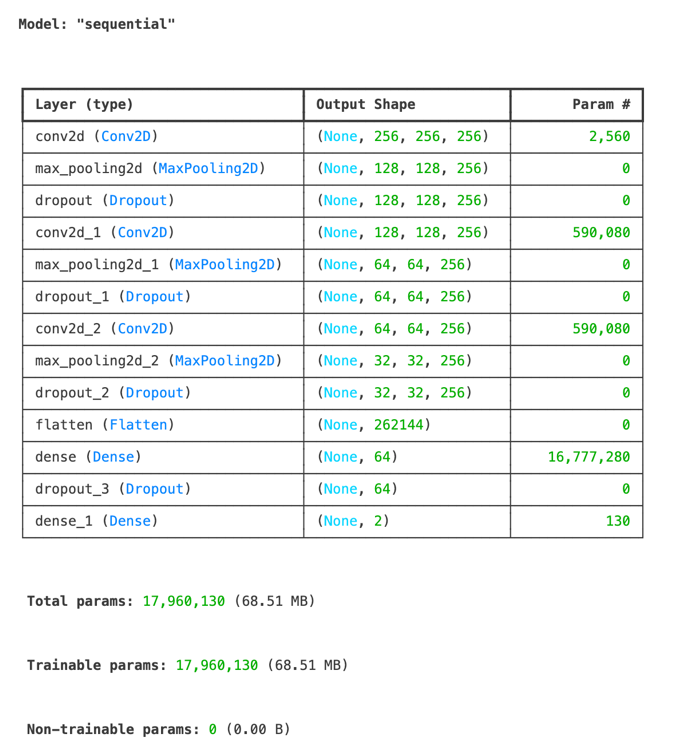 Model: "sequential"
Layer (type) Output Shape Param #
conv2d (Conv2D) (None, 256, 256, 256) 2,560
max_pooling2d (MaxPooling2D) (None, 128, 128, 256) 0
dropout (Dropout) (None, 128, 128, 256) 0
conv2d_1 (Conv2D) (None, 128, 128, 256) 590,080
max_pooling2d_1 (MaxPooling2D) (None, 64, 64, 256) 0
dropout_1 (Dropout) (None, 64, 64, 256) 0
conv2d_2 (Conv2D) (None, 64, 64, 256) 590,080
max_pooling2d_2 (MaxPooling2D) (None, 32, 32, 256) 0
dropout_2 (Dropout) (None, 32, 32, 256) 0
flatten (Flatten) (None, 262144) 0
dense (Dense) (None, 64) 16,777,280
dropout_3 (Dropout) (None, 64) 0
dense_1 (Dense) (None, 2) 130
Total params: 17,960,130 (68.51 MB)
Trainable params: 17,960,130 (68.51 MB)
Non-trainable params: 0 (0.00 B)